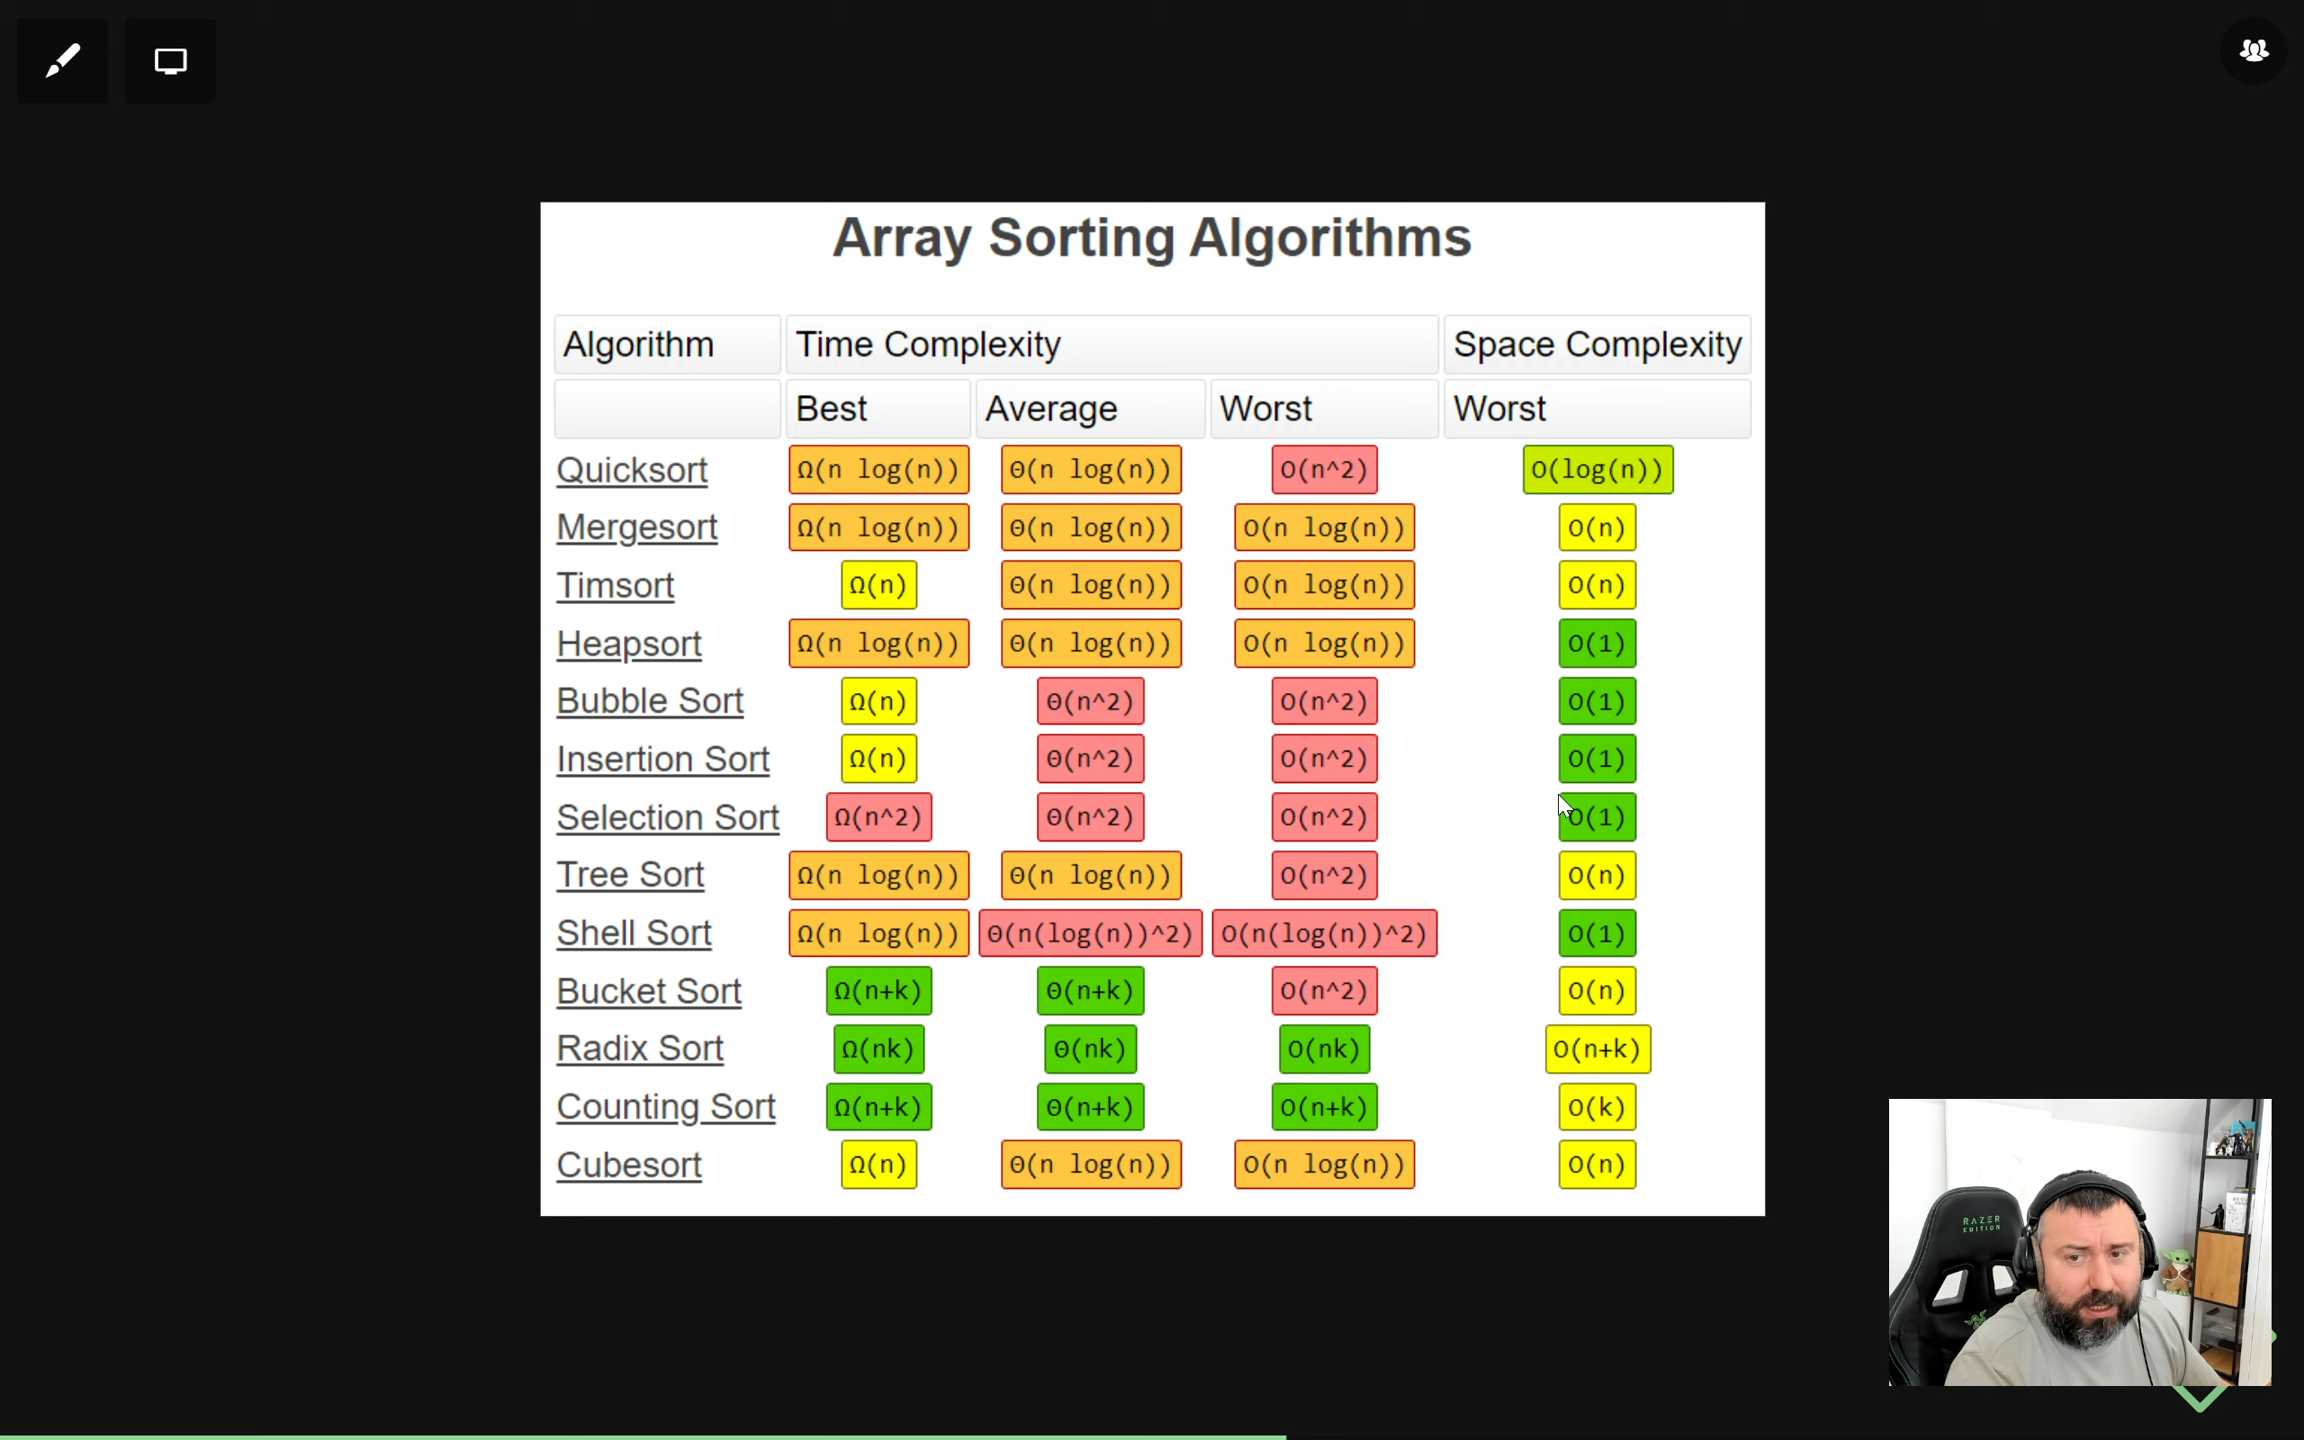 Array Sorting Algorithms
Algorithm Time Complexity Space Complexity
Best Average Worst Worst
Quicksort Ω(n log(n)) Θ(n log(n)) O(n^2) O(log(n))
Mergesort Ω(n log(n)) Θ(n log(n)) O(n log(n)) O(n)
Timsort Ω(n) Θ(n log(n)) O(n log(n)) O(n)
Heapsort Ω(n log(n)) Θ(n log(n)) O(n log(n)) O(1)
Bubble Sort Ω(n) Θ(n^2) O(n^2) O(1)
Insertion Sort Ω(n) Θ(n^2) O(n^2) O(1)
Selection Sort Ω(n^2) Θ(n^2) O(n^2) O(1)
Tree Sort Ω(n log(n)) Θ(n log(n)) O(n^2) O(n)
Shell Sort Ω(n log(n)) Θ(n(log(n))^2) O(n(log(n))^2) O(1)
Bucket Sort Ω(n+k) Θ(n+k) O(n^2) O(n)
Radix Sort Ω(nk) Θ(nk) O(nk) O(n+k)
Counting Sort Ω(n+k) Θ(n+k) O(n+k) O(k)
Cubesort Ω(n) Θ(n log(n)) O(n log(n)) O(n)
RAZER
EDITION